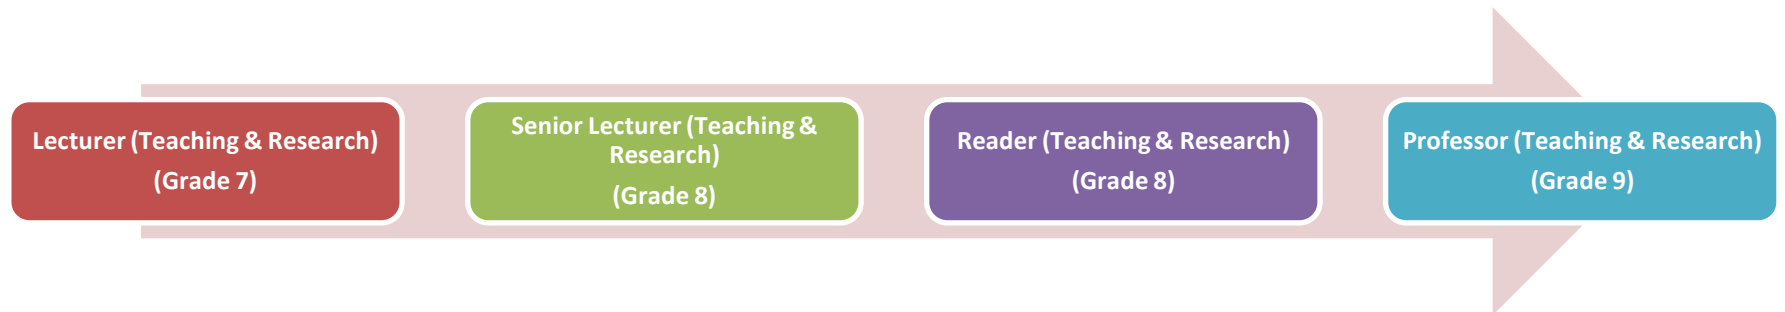 Lecturer (Teaching & Research)
(Grade 7)
Senior Lecturer (Teaching &
Research)
(Grade 8)
Reader (Teaching & Research)
(Grade 8)
Professor (Teaching & Research)
(Grade 9)